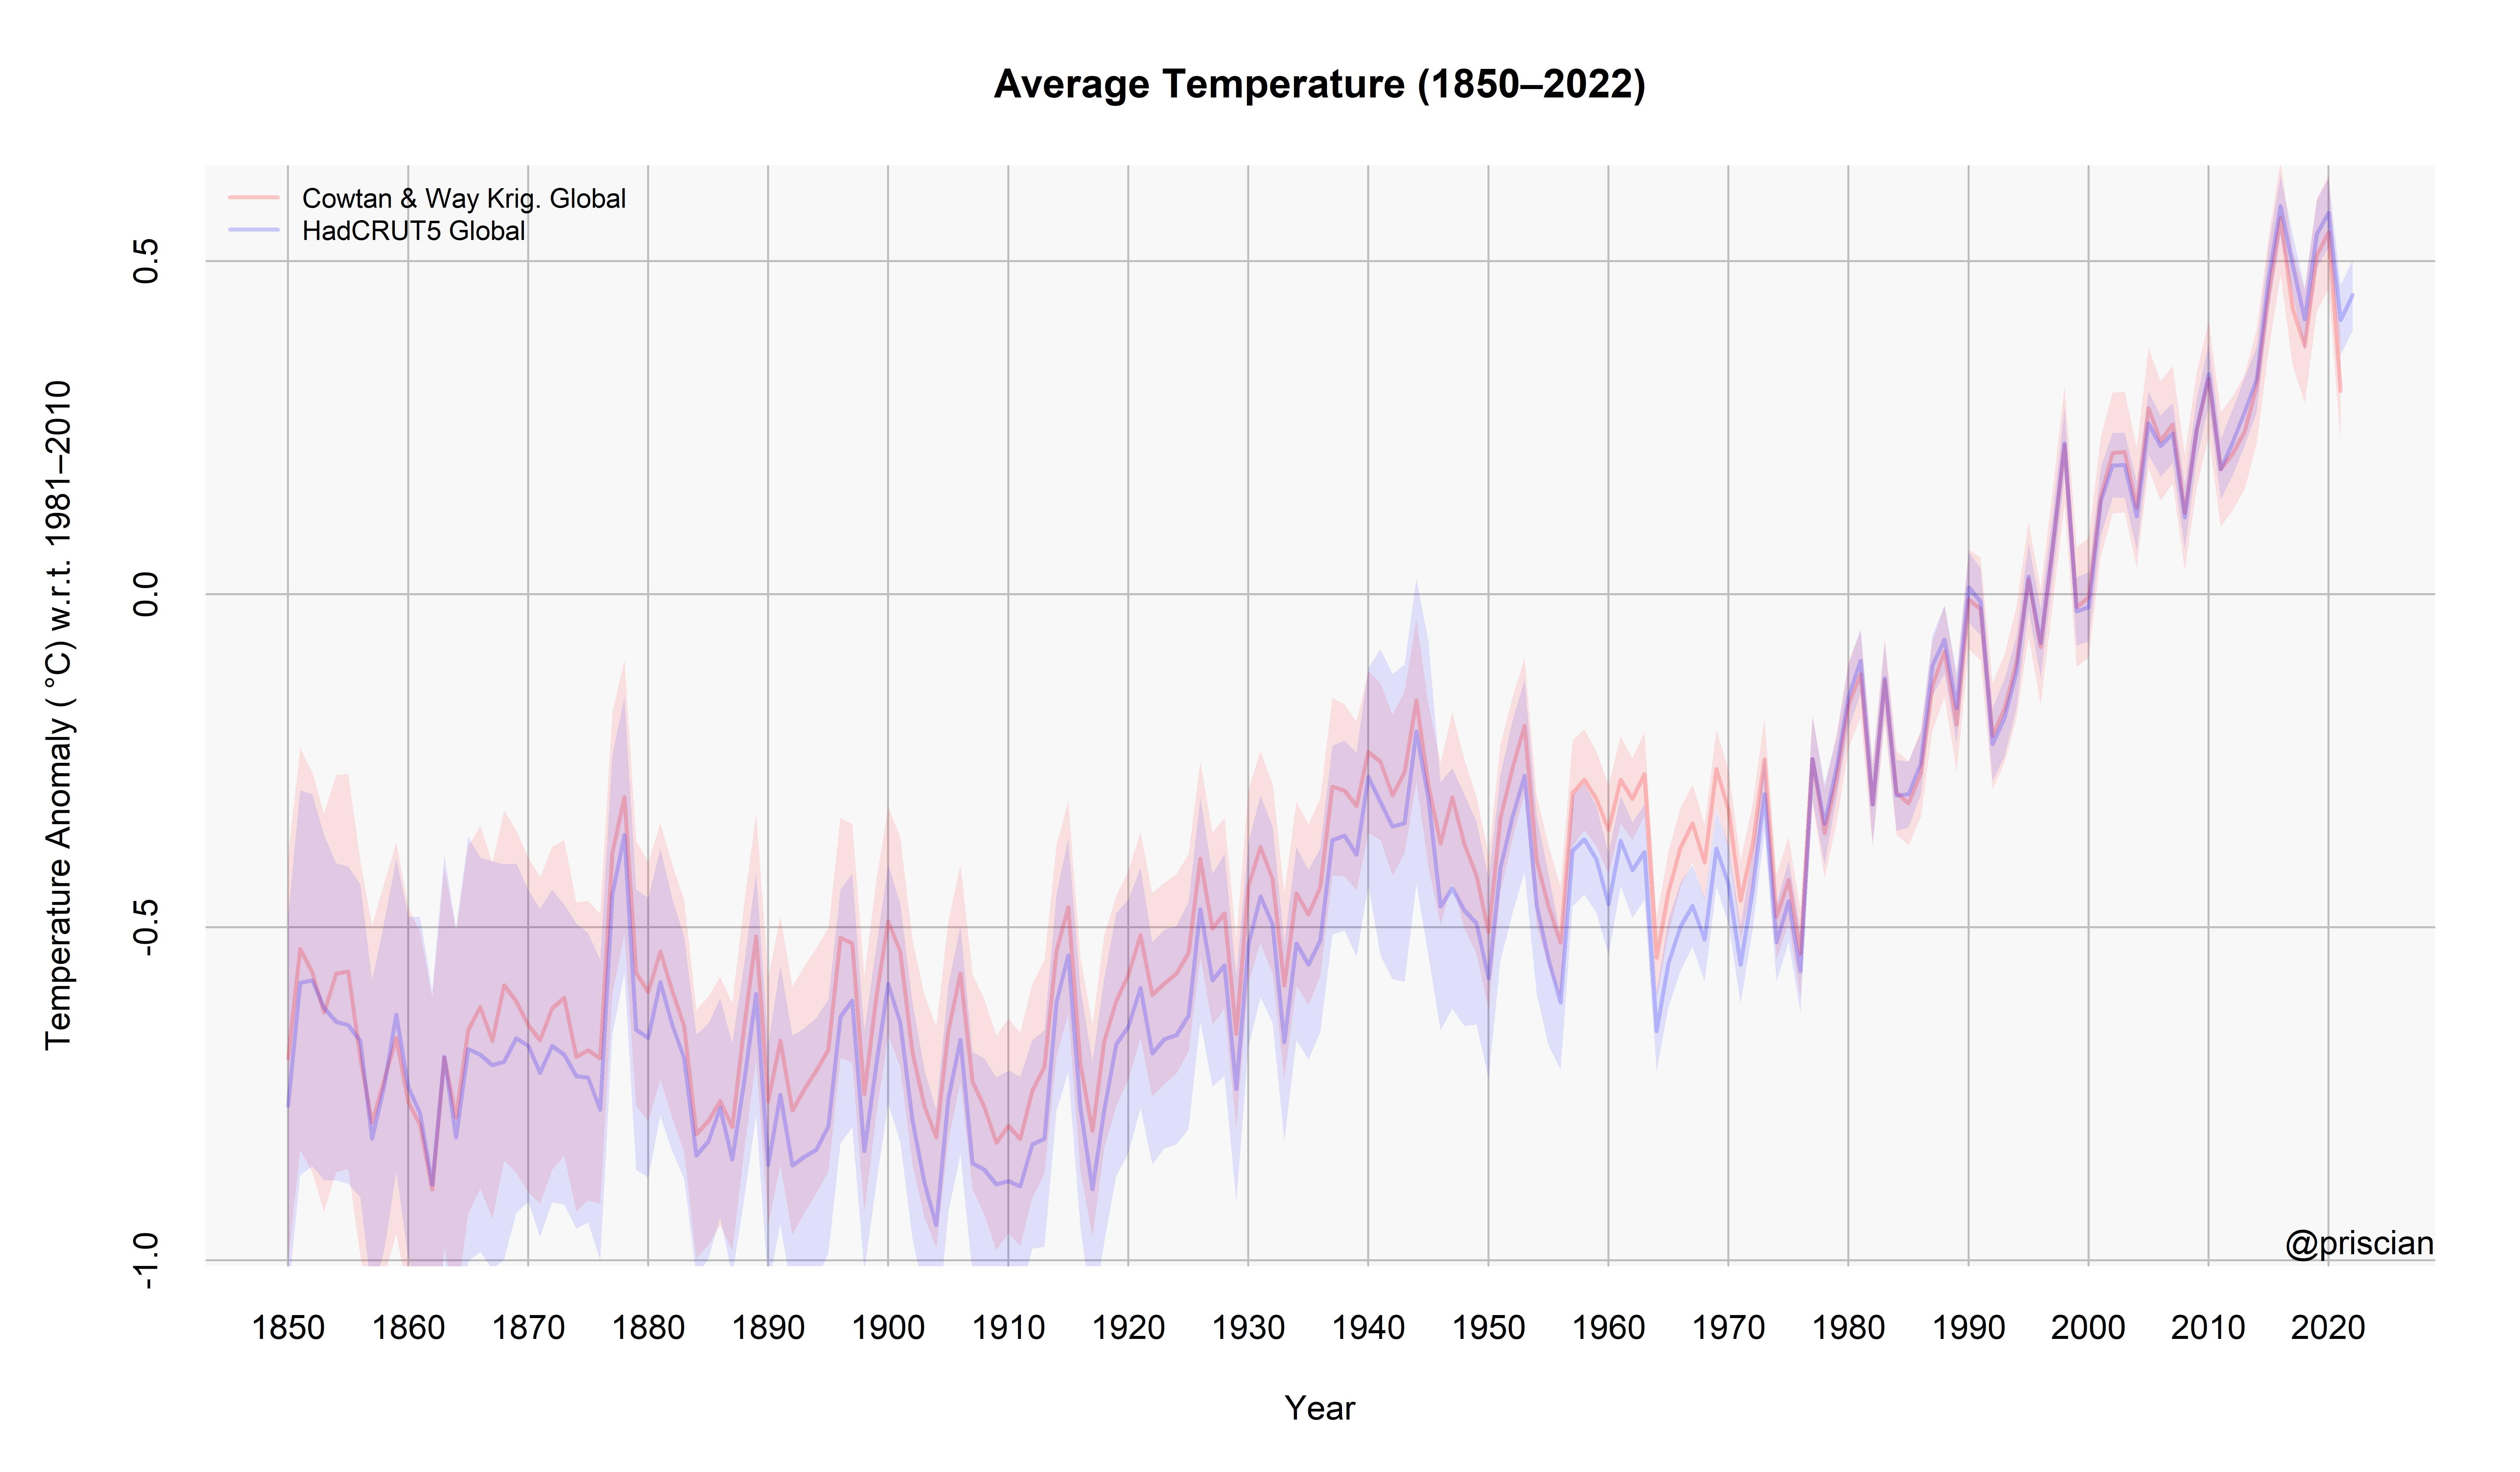 Average Temperature (1850–2022)
Cowtan & Way Krig. Global
HadCRUT5 Global
Temperature Anomaly ( °C) w.r.t. 1981–2010
0.5
0.0
-0.5
-1.0
@priscian
1850 1860 1870 1880 1890 1900 1910 1920 1930 1940 1950 1960 1970 1980 1990 2000 2010 2020
Year